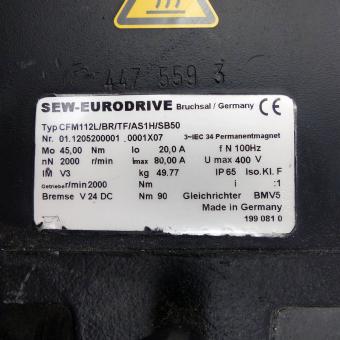 447 559 3
SEW-EURODRIVE Bruchsal / Germany CE
Typ CFM112L/BR/TF/AS1H/SB50
Nr. 01.1205200001 .0001X07 3~IEC 34 Permanentmagnet
Mo 45,00 Nm Io 20,0 A f N 100Hz
nN 2000 r/min Imax 80,00 A U max 400 V
IM V3 kg 49.77 IP 65 Iso.Kl. F
Getriebe r/min 2000 Nm i :1
Bremse V 24 DC Nm 90 Gleichrichter BMV5
Made in Germany
199 081 0